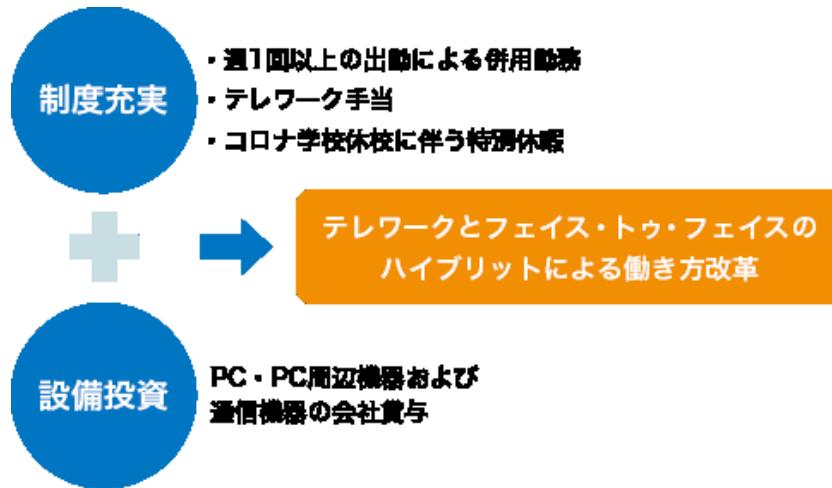 制度充実
・週1回以上の出勤による併用勤務
・テレワーク手当
・コロナ学校休校に伴う特別休暇
テレワークとフェイス・トゥ・フェイスの
ハイブリットによる働き方改革
設備投資
PC・PC周辺機器および
通信機器の会社貸与